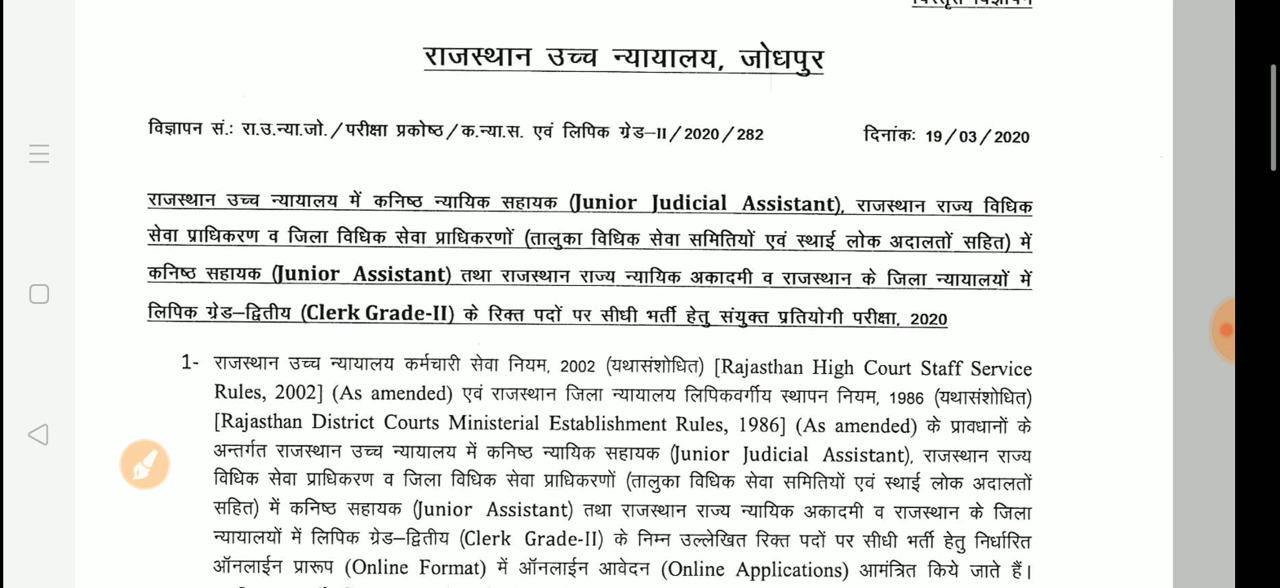 विस्तृत विज्ञापन
राजस्थान उच्च न्यायालय, जोधपुर
विज्ञापन सं.: रा.उ.न्या.जो./परीक्षा प्रकोष्ठ/क.न्या.स. एवं लिपिक ग्रेड–II/2020/282 दिनांकः 19/03/2020
राजस्थान उच्च न्यायालय में कनिष्ठ न्यायिक सहायक (Junior Judicial Assistant), राजस्थान राज्य विधिक
सेवा प्राधिकरण व जिला विधिक सेवा प्राधिकरणों (तालुका विधिक सेवा समितियों एवं स्थाई लोक अदालतों सहित) में
कनिष्ठ सहायक (Junior Assistant) तथा राजस्थान राज्य न्यायिक अकादमी व राजस्थान के जिला न्यायालयों में
लिपिक ग्रेड–द्वितीय (Clerk Grade-II) के रिक्त पदों पर सीधी भर्ती हेतु संयुक्त प्रतियोगी परीक्षा, 2020
1- राजस्थान उच्च न्यायालय कर्मचारी सेवा नियम, 2002 (यथासंशोधित) [Rajasthan High Court Staff Service
Rules, 2002] (As amended) एवं राजस्थान जिला न्यायालय लिपिकवर्गीय स्थापन नियम, 1986 (यथासंशोधित)
[Rajasthan District Courts Ministerial Establishment Rules, 1986] (As amended) के प्रावधानों के
अन्तर्गत राजस्थान उच्च न्यायालय में कनिष्ठ न्यायिक सहायक (Junior Judicial Assistant), राजस्थान राज्य
विधिक सेवा प्राधिकरण व जिला विधिक सेवा प्राधिकरणों (तालुका विधिक सेवा समितियों एवं स्थाई लोक अदालतों
सहित) में कनिष्ठ सहायक (Junior Assistant) तथा राजस्थान राज्य न्यायिक अकादमी व राजस्थान के जिला
न्यायालयों में लिपिक ग्रेड–द्वितीय (Clerk Grade-II) के निम्न उल्लेखित रिक्त पदों पर सीधी भर्ती हेतु निर्धारित
ऑनलाईन प्रारूप (Online Format) में ऑनलाईन आवेदन (Online Applications) आमंत्रित किये जाते हैं।